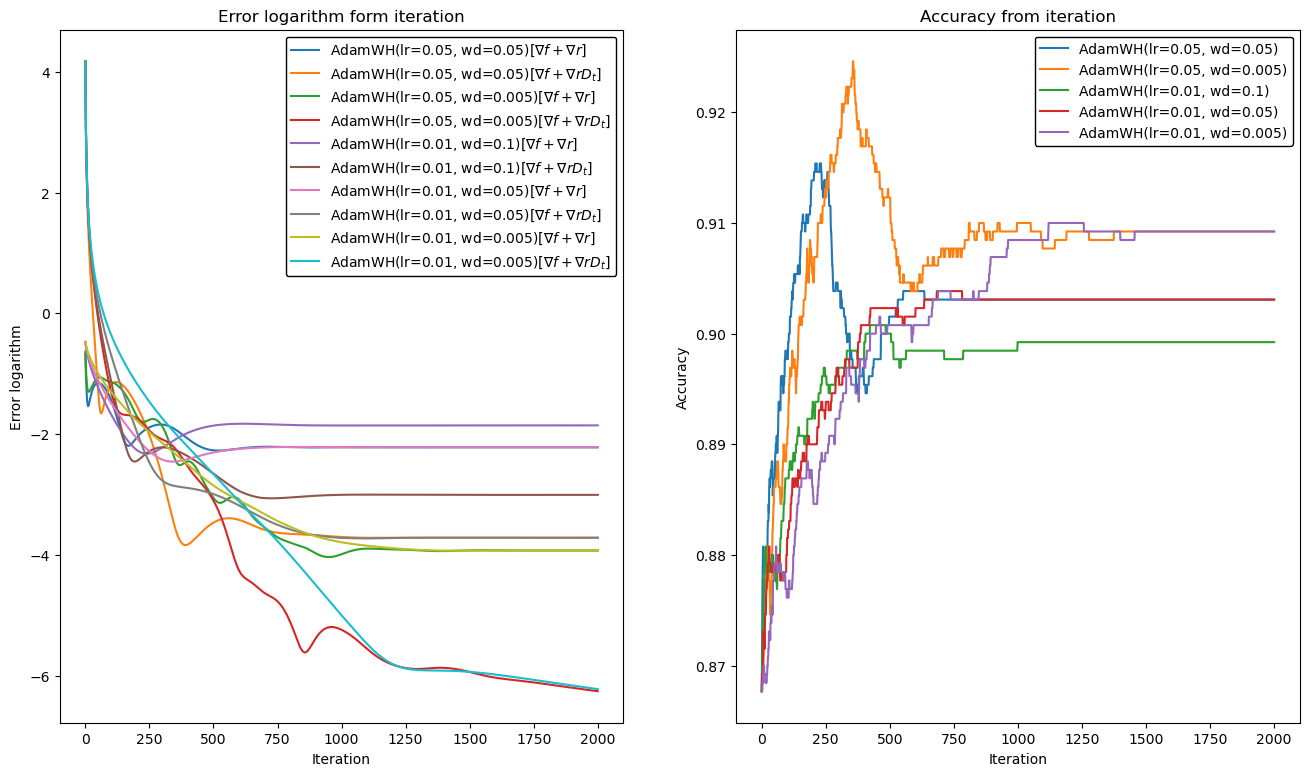 Error logarithm form iteration
AdamWH(lr=0.05, wd=0.05)[∇f + ∇r]
AdamWH(lr=0.05, wd=0.05)[∇f + ∇rDₜ]
AdamWH(lr=0.05, wd=0.005)[∇f + ∇r]
AdamWH(lr=0.05, wd=0.005)[∇f + ∇rDₜ]
AdamWH(lr=0.01, wd=0.1)[∇f + ∇r]
AdamWH(lr=0.01, wd=0.1)[∇f + ∇rDₜ]
AdamWH(lr=0.01, wd=0.05)[∇f + ∇r]
AdamWH(lr=0.01, wd=0.05)[∇f + ∇rDₜ]
AdamWH(lr=0.01, wd=0.005)[∇f + ∇r]
AdamWH(lr=0.01, wd=0.005)[∇f + ∇rDₜ]
4
2
0
−2
−4
−6
Error logarithm
0 250 500 750 1000 1250 1500 1750 2000
Iteration
Accuracy from iteration
AdamWH(lr=0.05, wd=0.05)
AdamWH(lr=0.05, wd=0.005)
AdamWH(lr=0.01, wd=0.1)
AdamWH(lr=0.01, wd=0.05)
AdamWH(lr=0.01, wd=0.005)
0.92
0.91
0.90
0.89
0.88
0.87
Accuracy
0 250 500 750 1000 1250 1500 1750 2000
Iteration